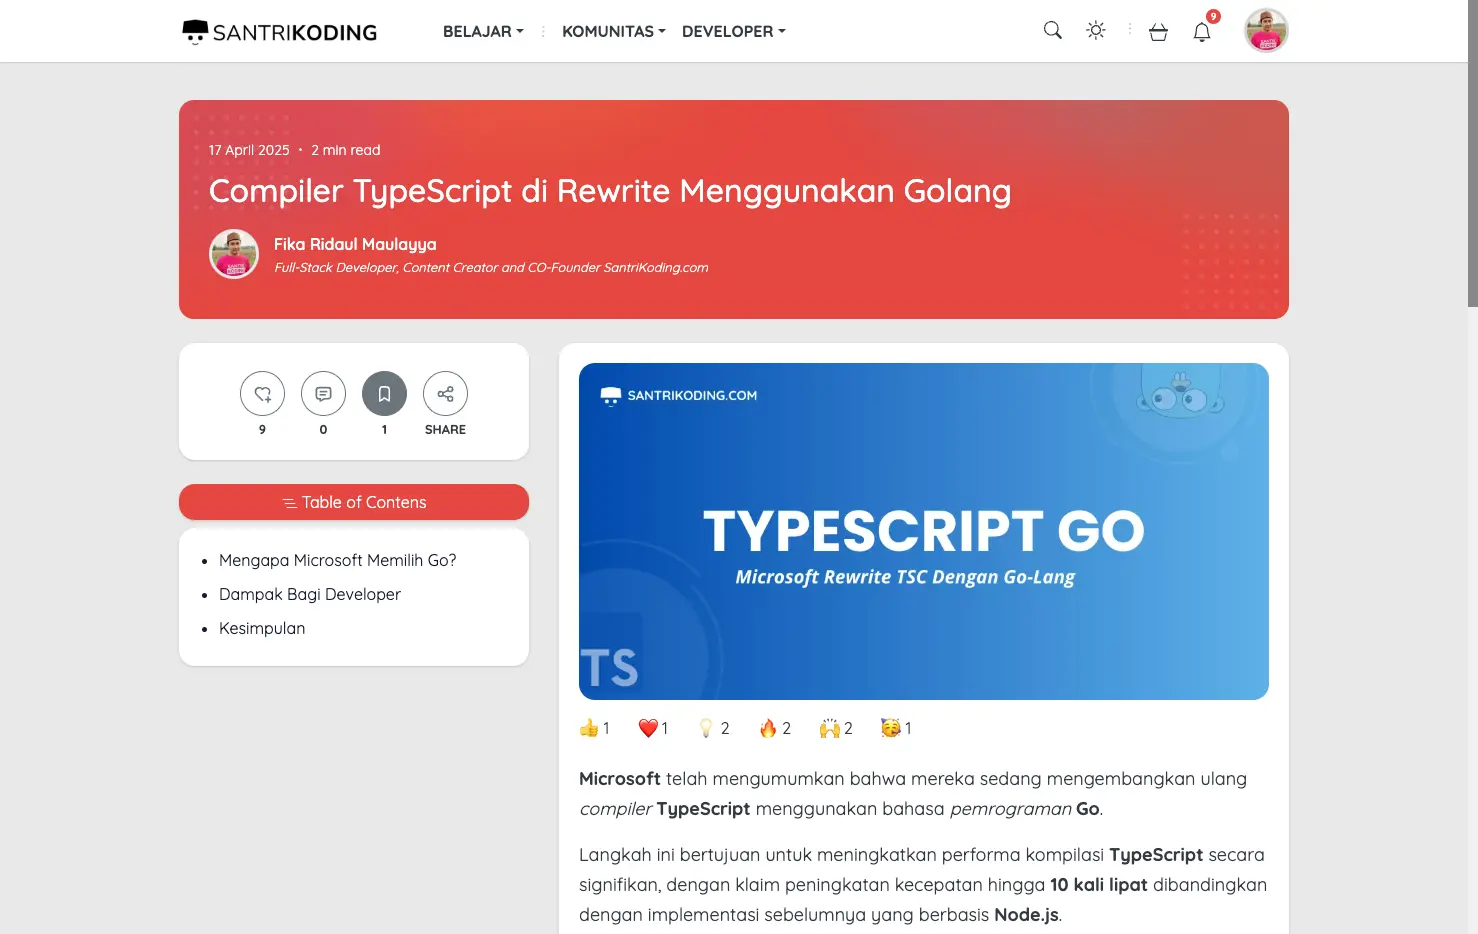 SANTRIKODING
BELAJAR
KOMUNITAS
DEVELOPER
9
17 April 2025 • 2 min read
Compiler TypeScript di Rewrite Menggunakan Golang
Fika Ridaul Maulayya
Full-Stack Developer, Content Creator and CO-Founder SantriKoding.com
9
0
1
SHARE
Table of Contens
• Mengapa Microsoft Memilih Go?
• Dampak Bagi Developer
• Kesimpulan
SANTRIKODING.COM
TYPESCRIPT GO
Microsoft Rewrite TSC Dengan Go-Lang
TS
👍 1 ❤️ 1 💡 2 🔥 2 🙌 2 🥳 1
Microsoft telah mengumumkan bahwa mereka sedang mengembangkan ulang
compiler TypeScript menggunakan bahasa pemrograman Go.
Langkah ini bertujuan untuk meningkatkan performa kompilasi TypeScript secara
signifikan, dengan klaim peningkatan kecepatan hingga 10 kali lipat dibandingkan
dengan implementasi sebelumnya yang berbasis Node.js.